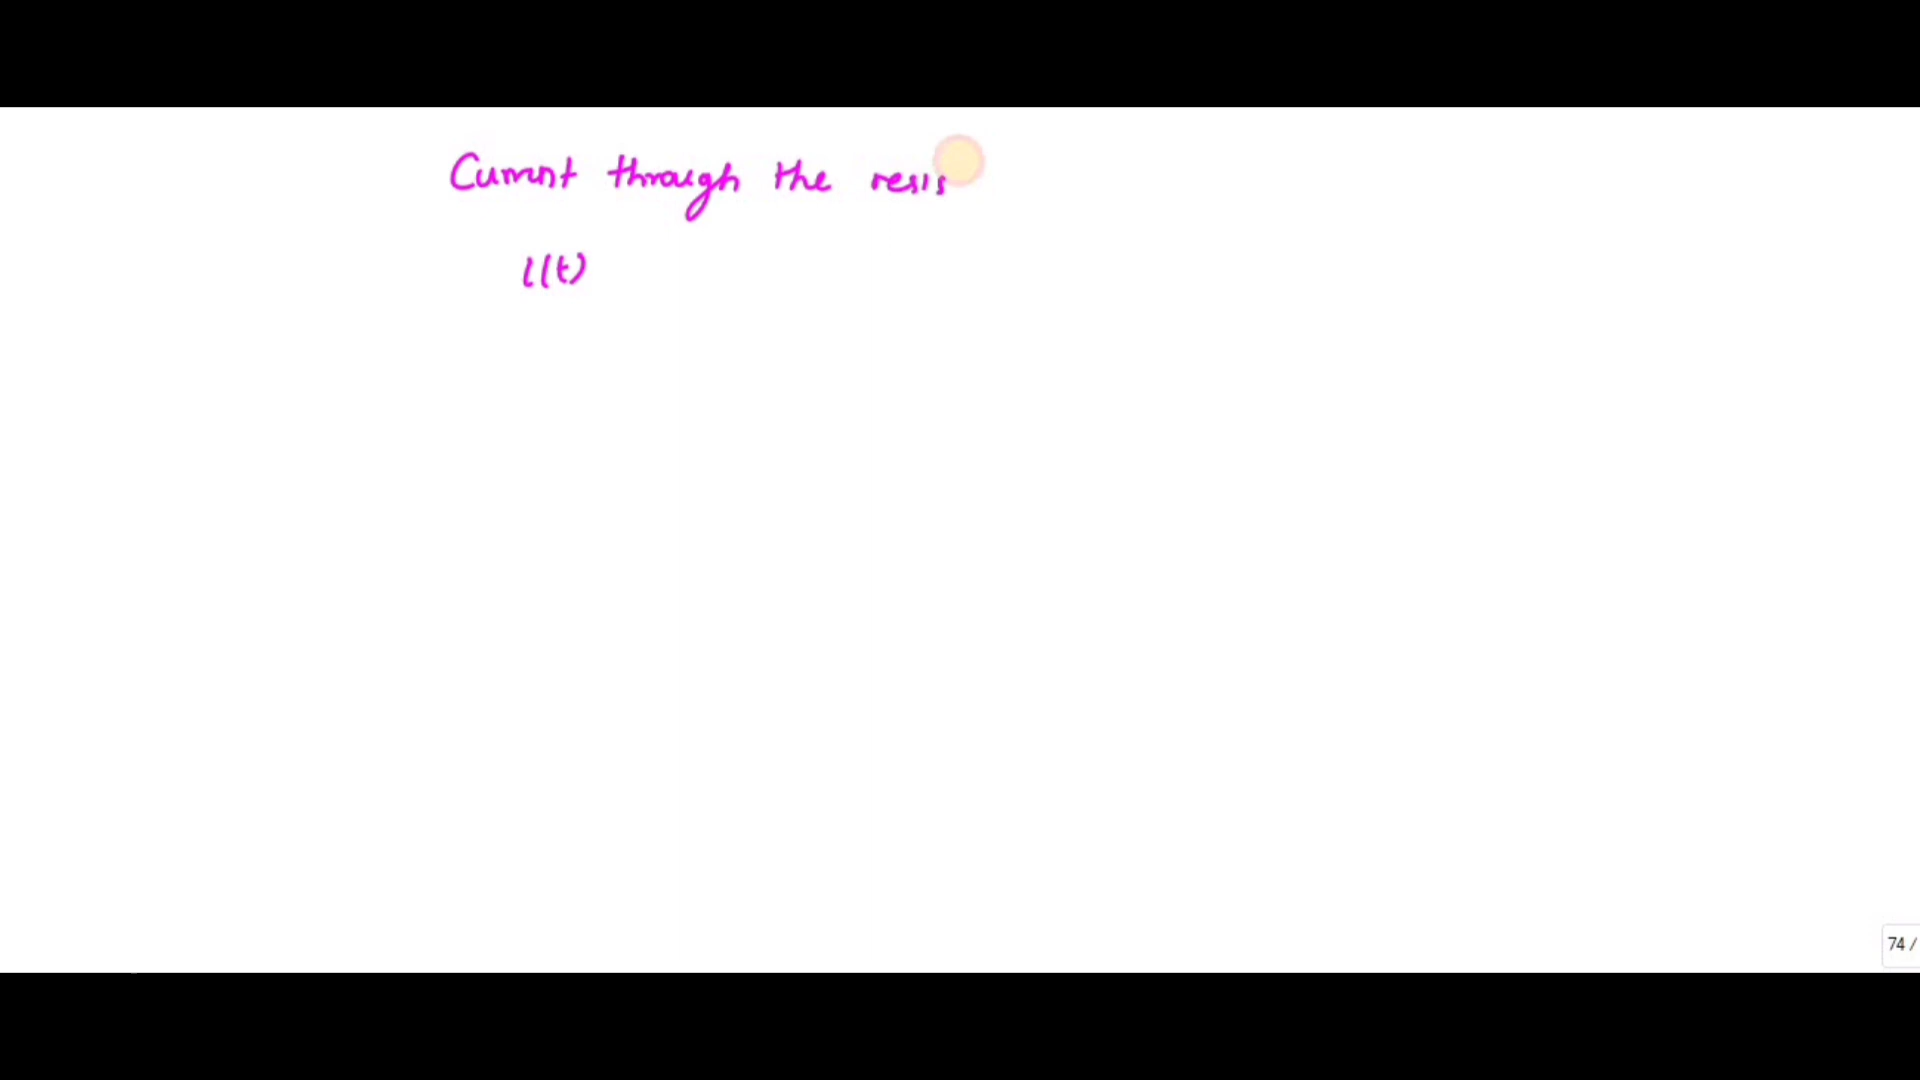 Current through the resis
i(t)
74 /